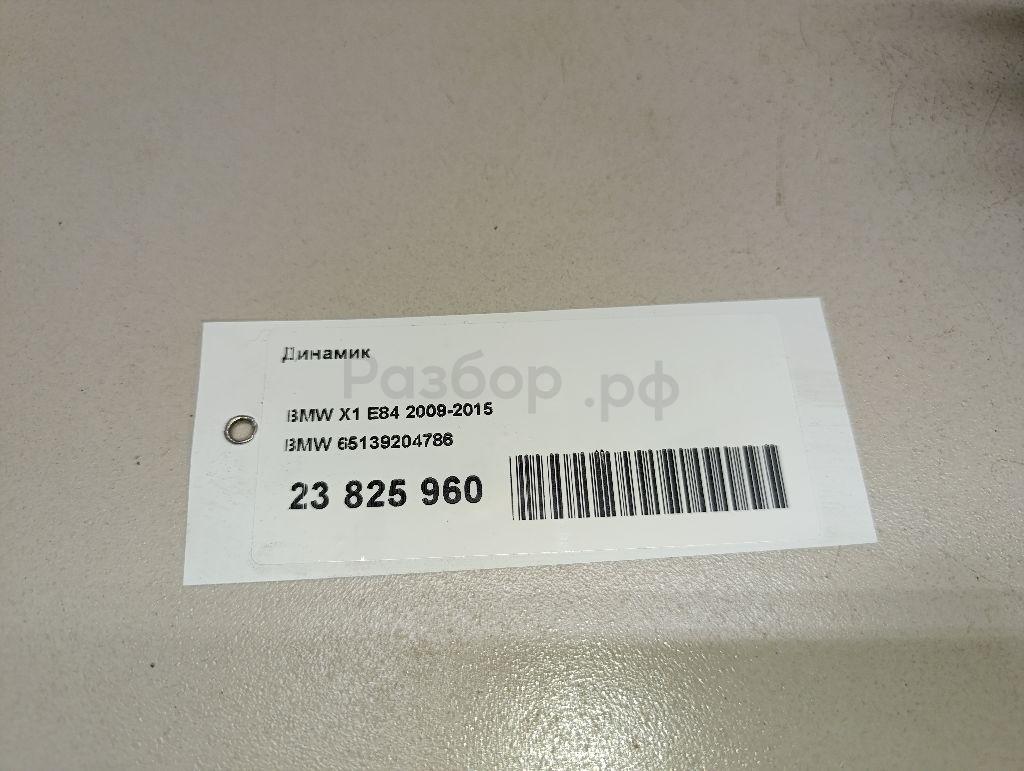 Динамик
Разбор.рф
BMW X1 E84 2009-2015
BMW 65139204786
23 825 960